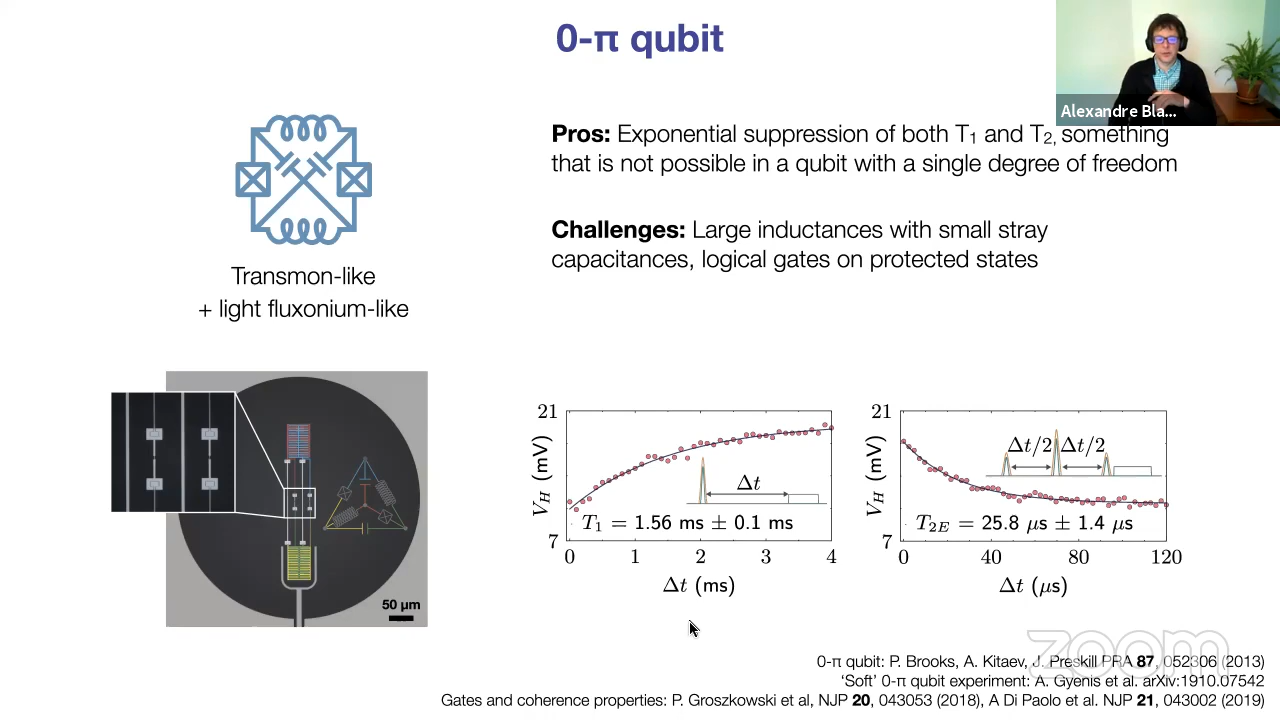 0-π qubit
Alexandre Bla...
Pros: Exponential suppression of both T₁ and T₂, something
that is not possible in a qubit with a single degree of freedom
Challenges: Large inductances with small stray
capacitances, logical gates on protected states
Transmon-like
+ light fluxonium-like
50 µm
21
V_H (mV)
7
Δt
T₁ = 1.56 ms ± 0.1 ms
0 1 2 3 4
Δt (ms)
21
V_H (mV)
7
Δt/2 Δt/2
T₂E = 25.8 µs ± 1.4 µs
0 40 80 120
Δt (µs)
zoom
0-π qubit: P. Brooks, A. Kitaev, J. Preskill PRA 87, 052306 (2013)
‘Soft’ 0-π qubit experiment: A. Gyenis et al. arXiv:1910.07542
Gates and coherence properties: P. Groszkowski et al, NJP 20, 043053 (2018), A Di Paolo et al. NJP 21, 043002 (2019)